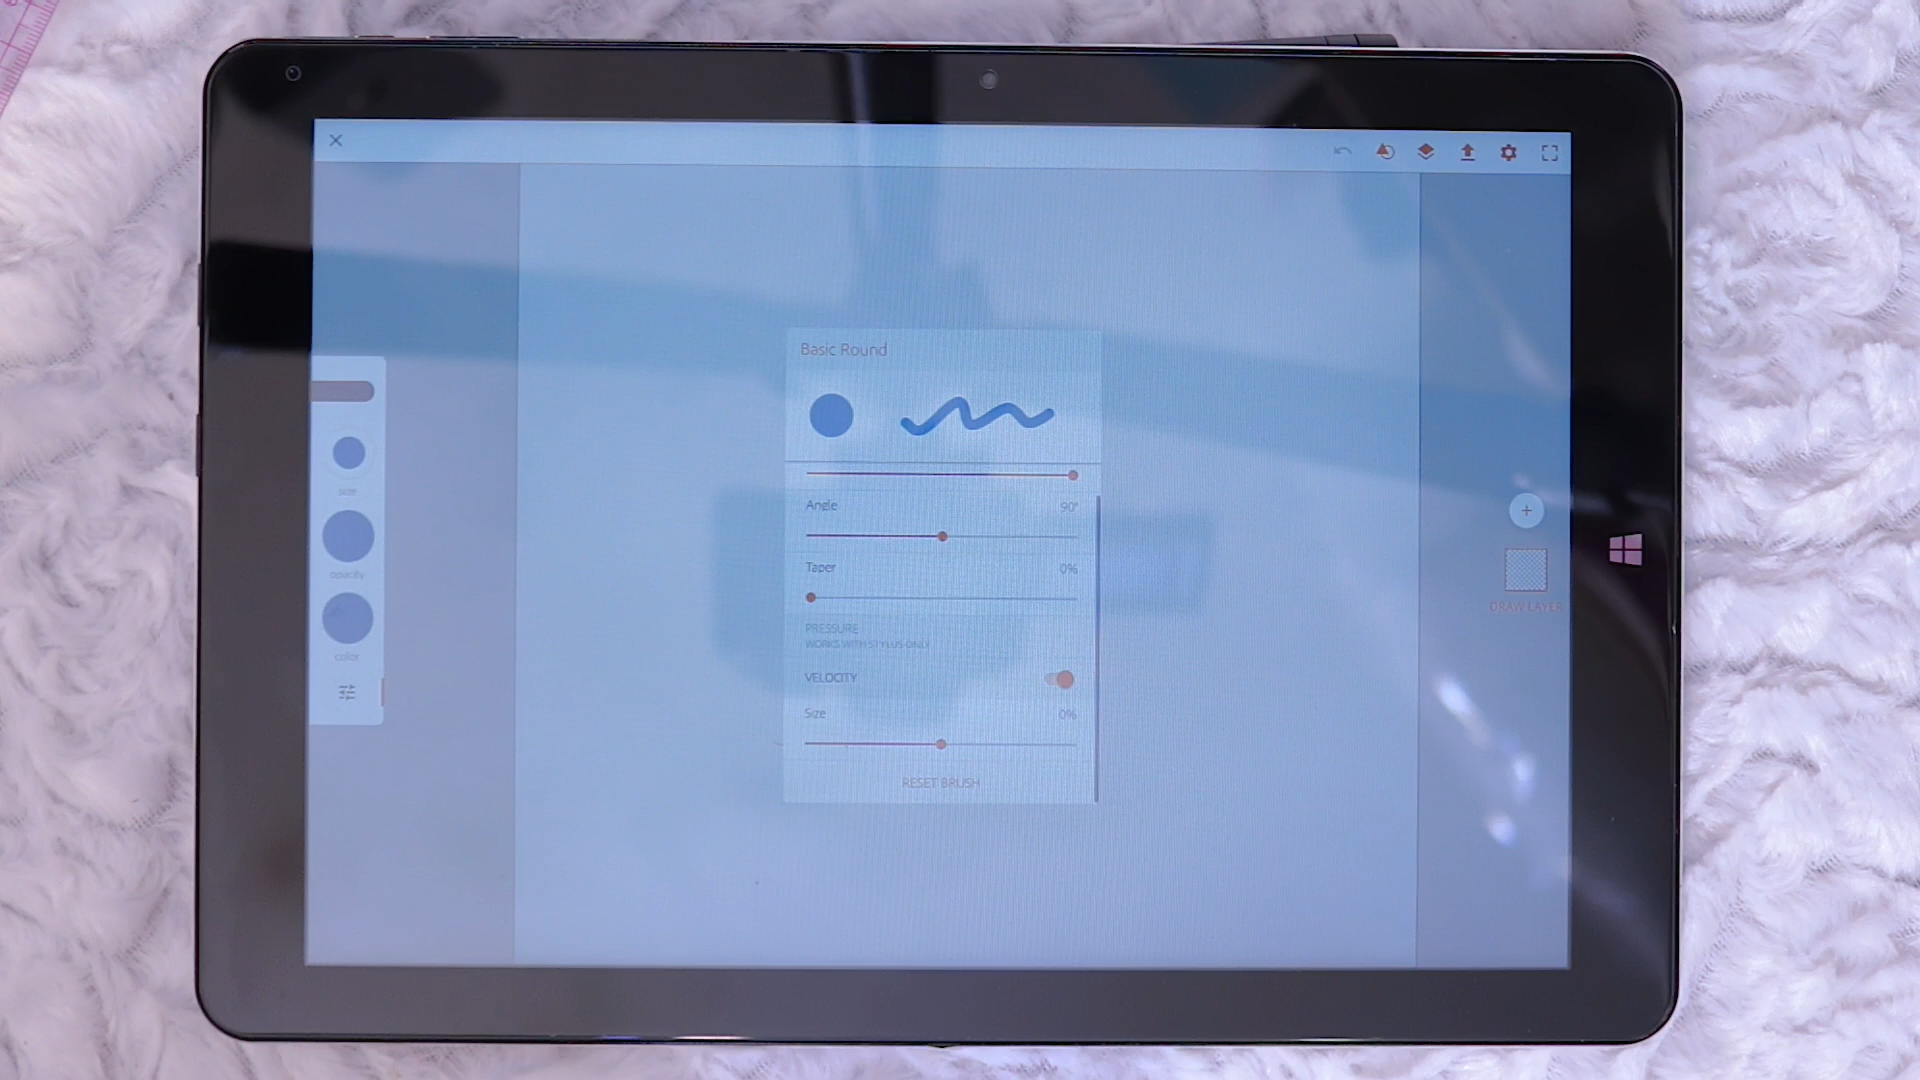 Basic Round
size
Angle 90°
opacity
Taper 0%
DRAW LAYER
PRESSURE
WORKS WITH STYLUS ONLY
color
VELOCITY
Size 0%
RESET BRUSH